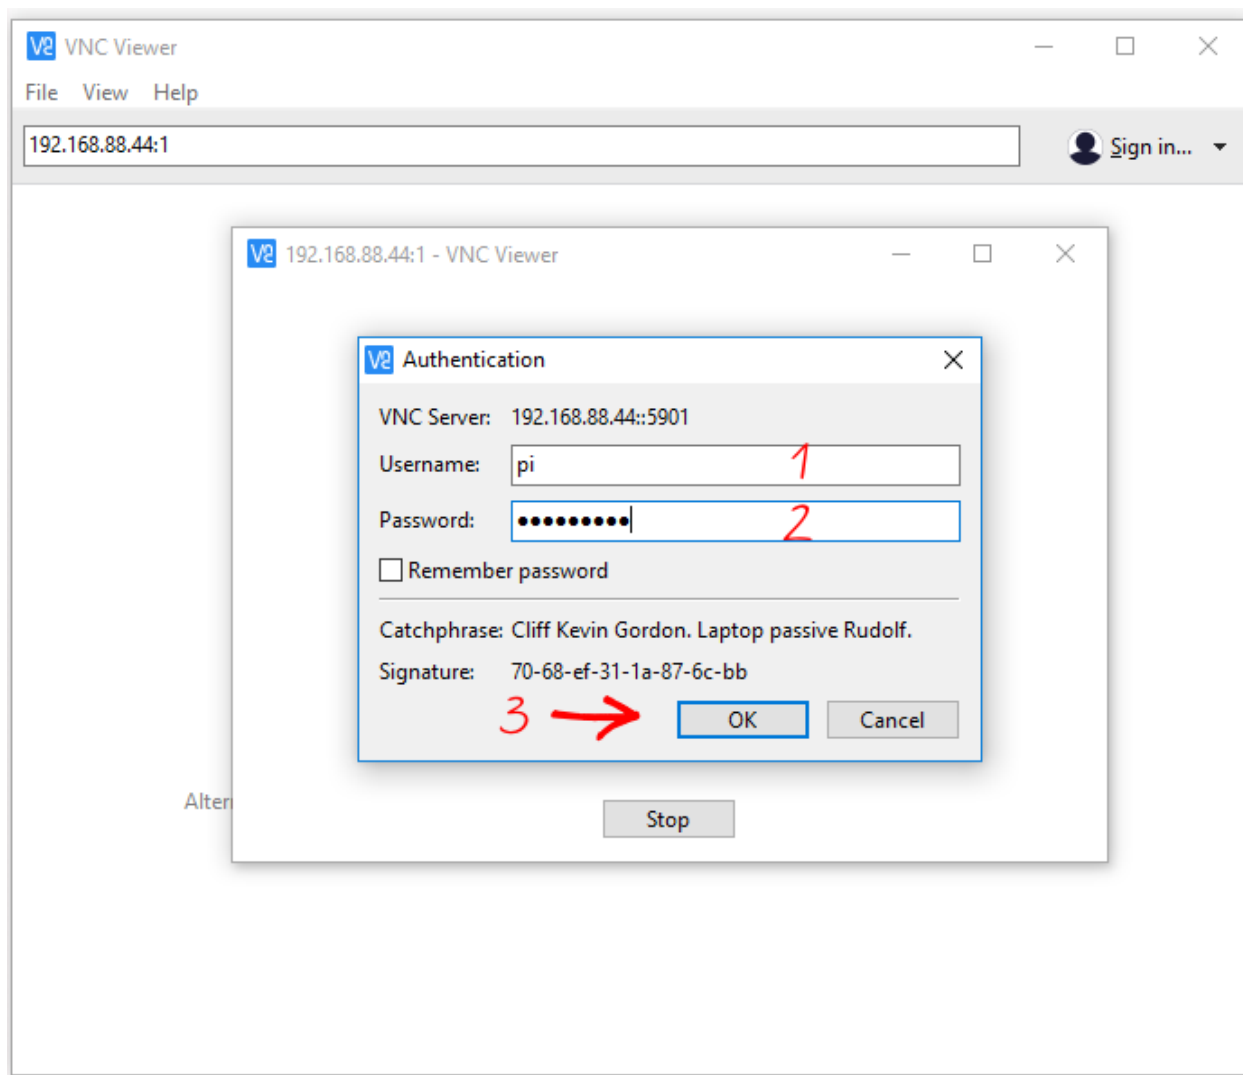 VNC Viewer
File View Help
192.168.88.44:1
Sign in...
192.168.88.44:1 - VNC Viewer
Authentication
VNC Server: 192.168.88.44::5901
Username: pi 1
Password: ●●●●●●●●● 2
Remember password
Catchphrase: Cliff Kevin Gordon. Laptop passive Rudolf.
Signature: 70-68-ef-31-1a-87-6c-bb
3 OK Cancel
Alter
Stop